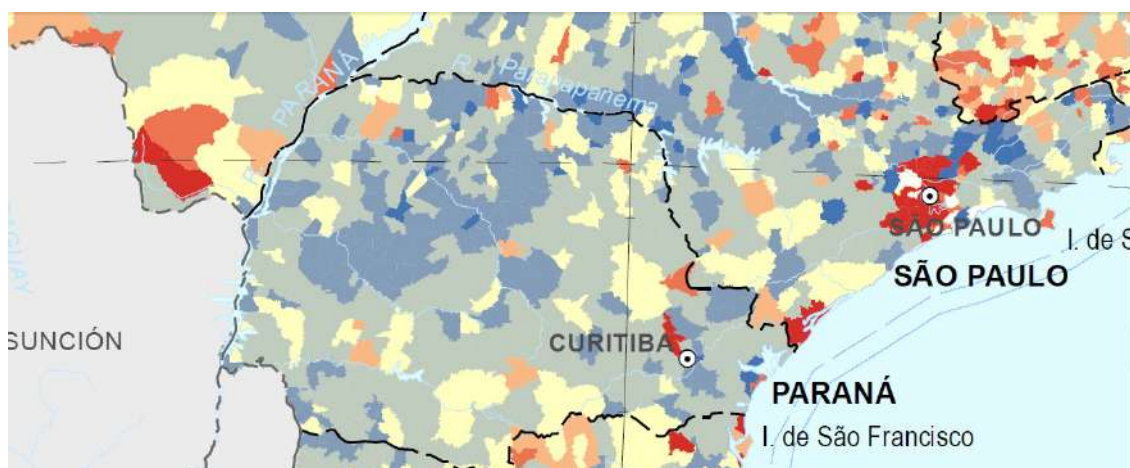 R. Paranapanema
R. PARANÁ
SÃO PAULO
I. de S
SÃO PAULO
SUNCIÓN
CURITIBA
PARANÁ
I. de São Francisco